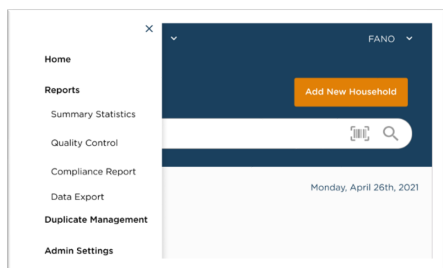 FANO
Home
Reports
Add New Household
Summary Statistics
Quality Control
Compliance Report
Monday, April 26th, 2021
Data Export
Duplicate Management
Admin Settings